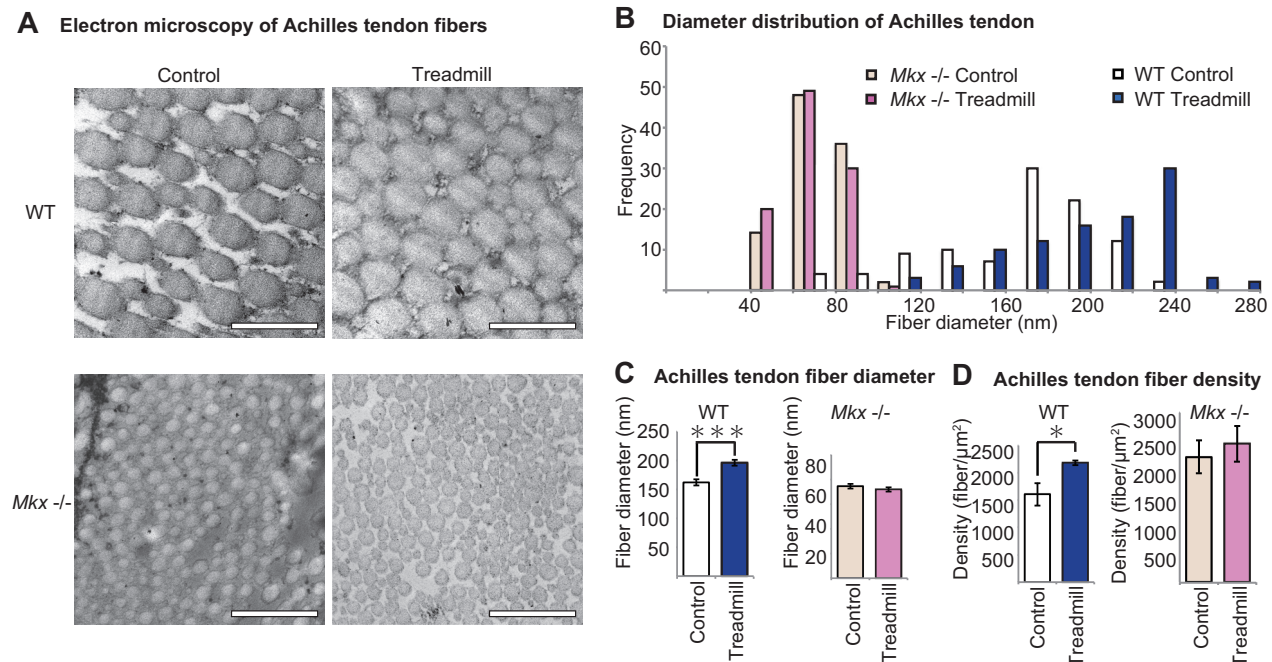 A Electron microscopy of Achilles tendon fibers
Control Treadmill
WT
Mkx -/-
B Diameter distribution of Achilles tendon
60
50
40
30
20
10
Frequency
Mkx -/- Control
Mkx -/- Treadmill
WT Control
WT Treadmill
40 80 120 160 200 240 280
Fiber diameter (nm)
C Achilles tendon fiber diameter
WT
***
Fiber diameter (nm)
250
200
150
100
50
Control
Treadmill
Mkx -/-
Fiber diameter (nm)
80
60
40
20
Control
Treadmill
D Achilles tendon fiber density
WT
*
Density (fiber/μm²)
2500
2000
1500
1000
500
Control
Treadmill
Mkx -/-
Density (fiber/μm²)
3000
2500
2000
1500
1000
500
Control
Treadmill